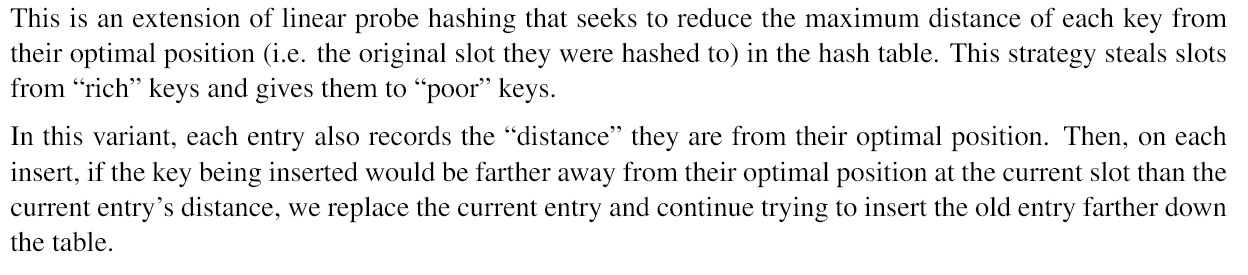 This is an extension of linear probe hashing that seeks to reduce the maximum distance of each key from
their optimal position (i.e. the original slot they were hashed to) in the hash table. This strategy steals slots
from “rich” keys and gives them to “poor” keys.
In this variant, each entry also records the “distance” they are from their optimal position. Then, on each
insert, if the key being inserted would be farther away from their optimal position at the current slot than the
current entry’s distance, we replace the current entry and continue trying to insert the old entry farther down
the table.